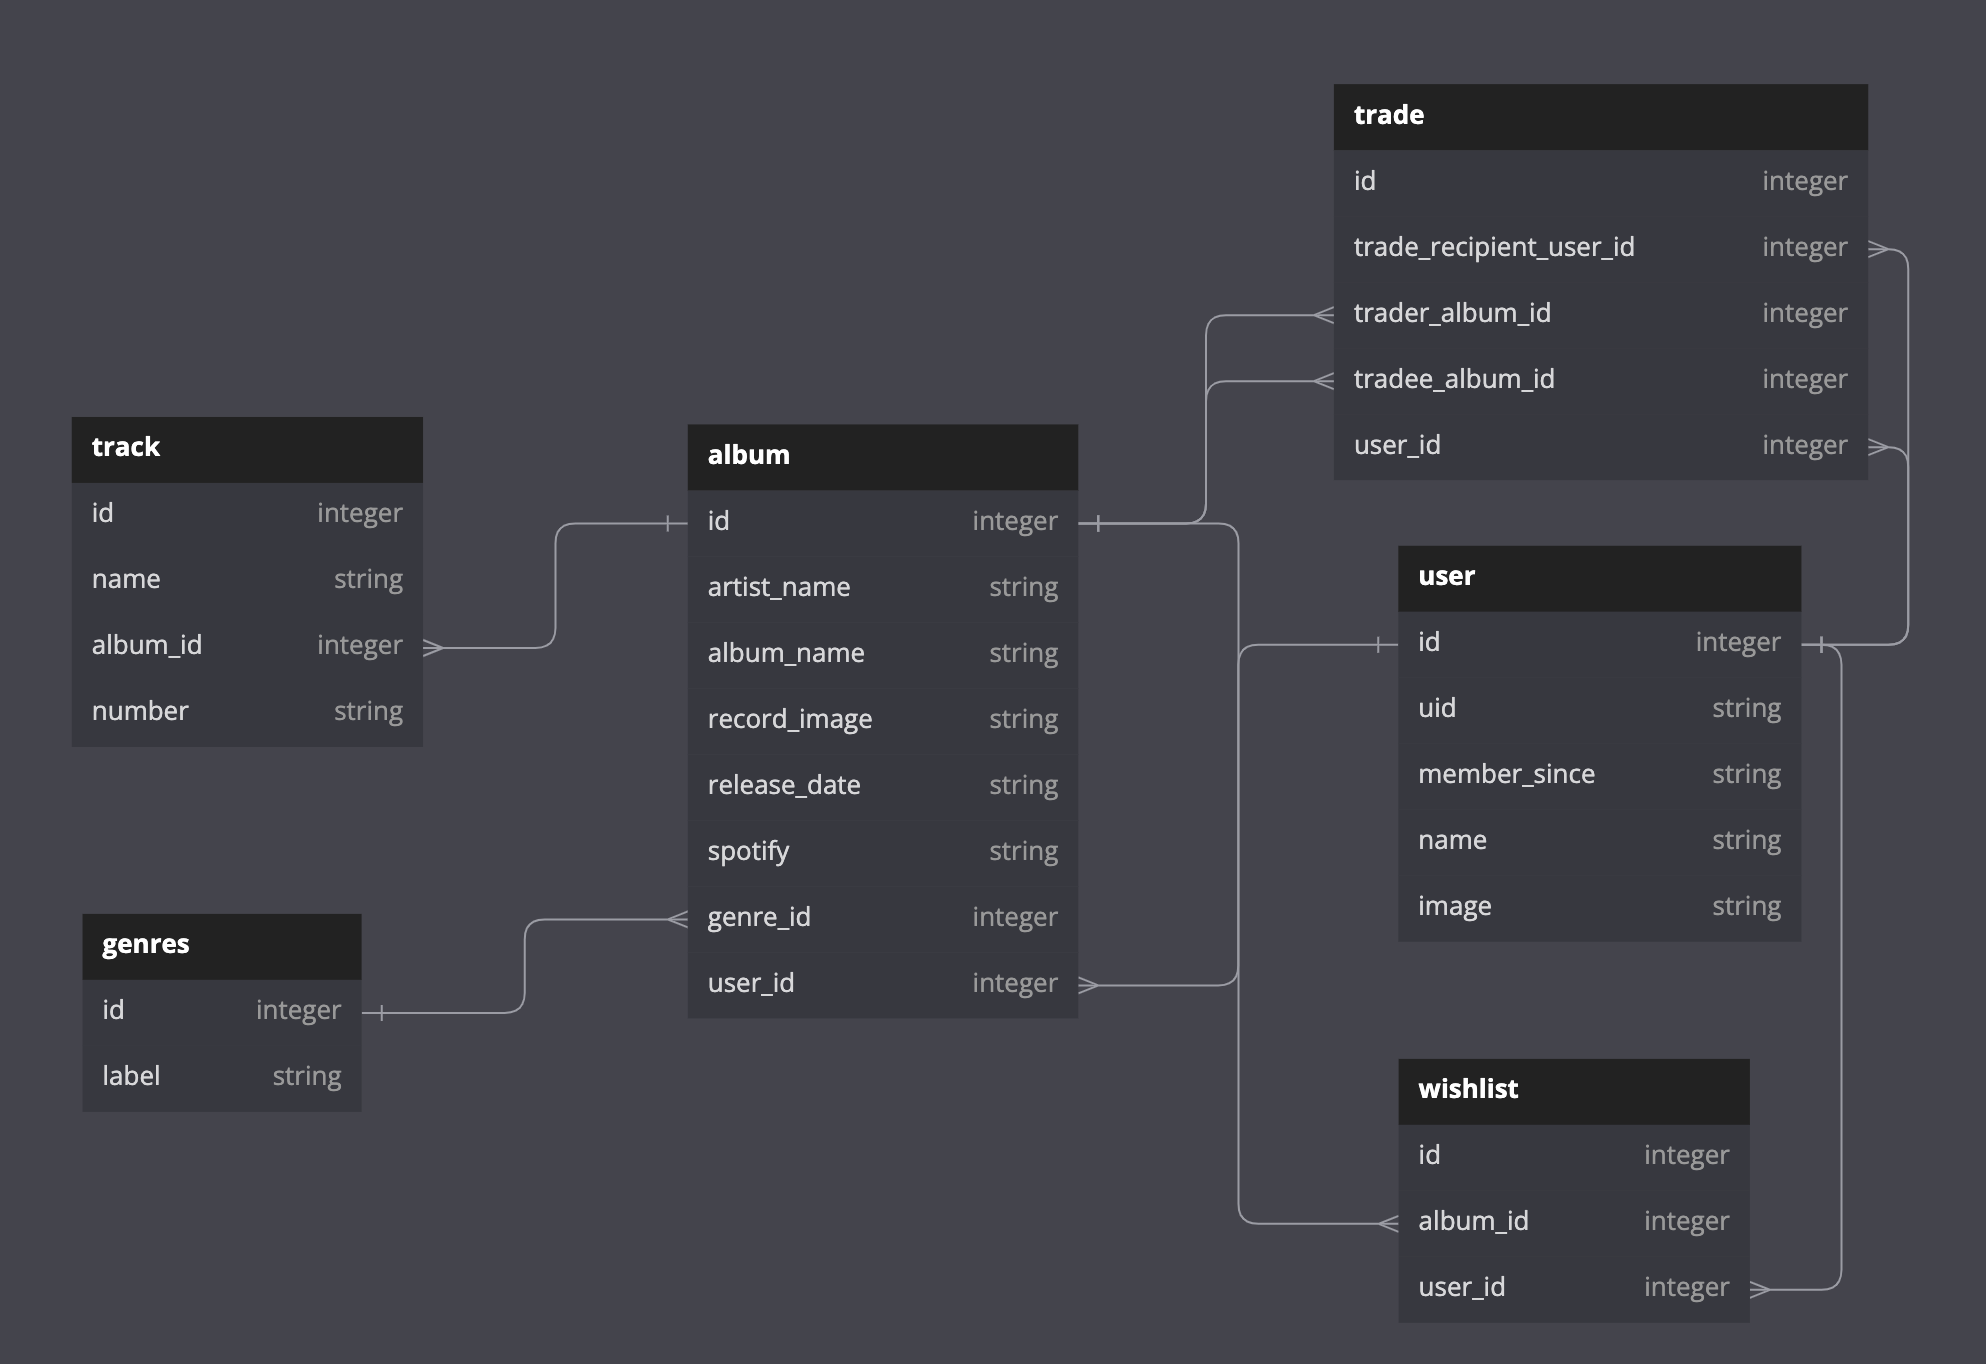 trade
id integer
trade_recipient_user_id integer
trader_album_id integer
tradee_album_id integer
user_id integer
track
id integer
name string
album_id integer
number string
album
id integer
artist_name string
album_name string
record_image string
release_date string
spotify string
genre_id integer
user_id integer
user
id integer
uid string
member_since string
name string
image string
genres
id integer
label string
wishlist
id integer
album_id integer
user_id integer